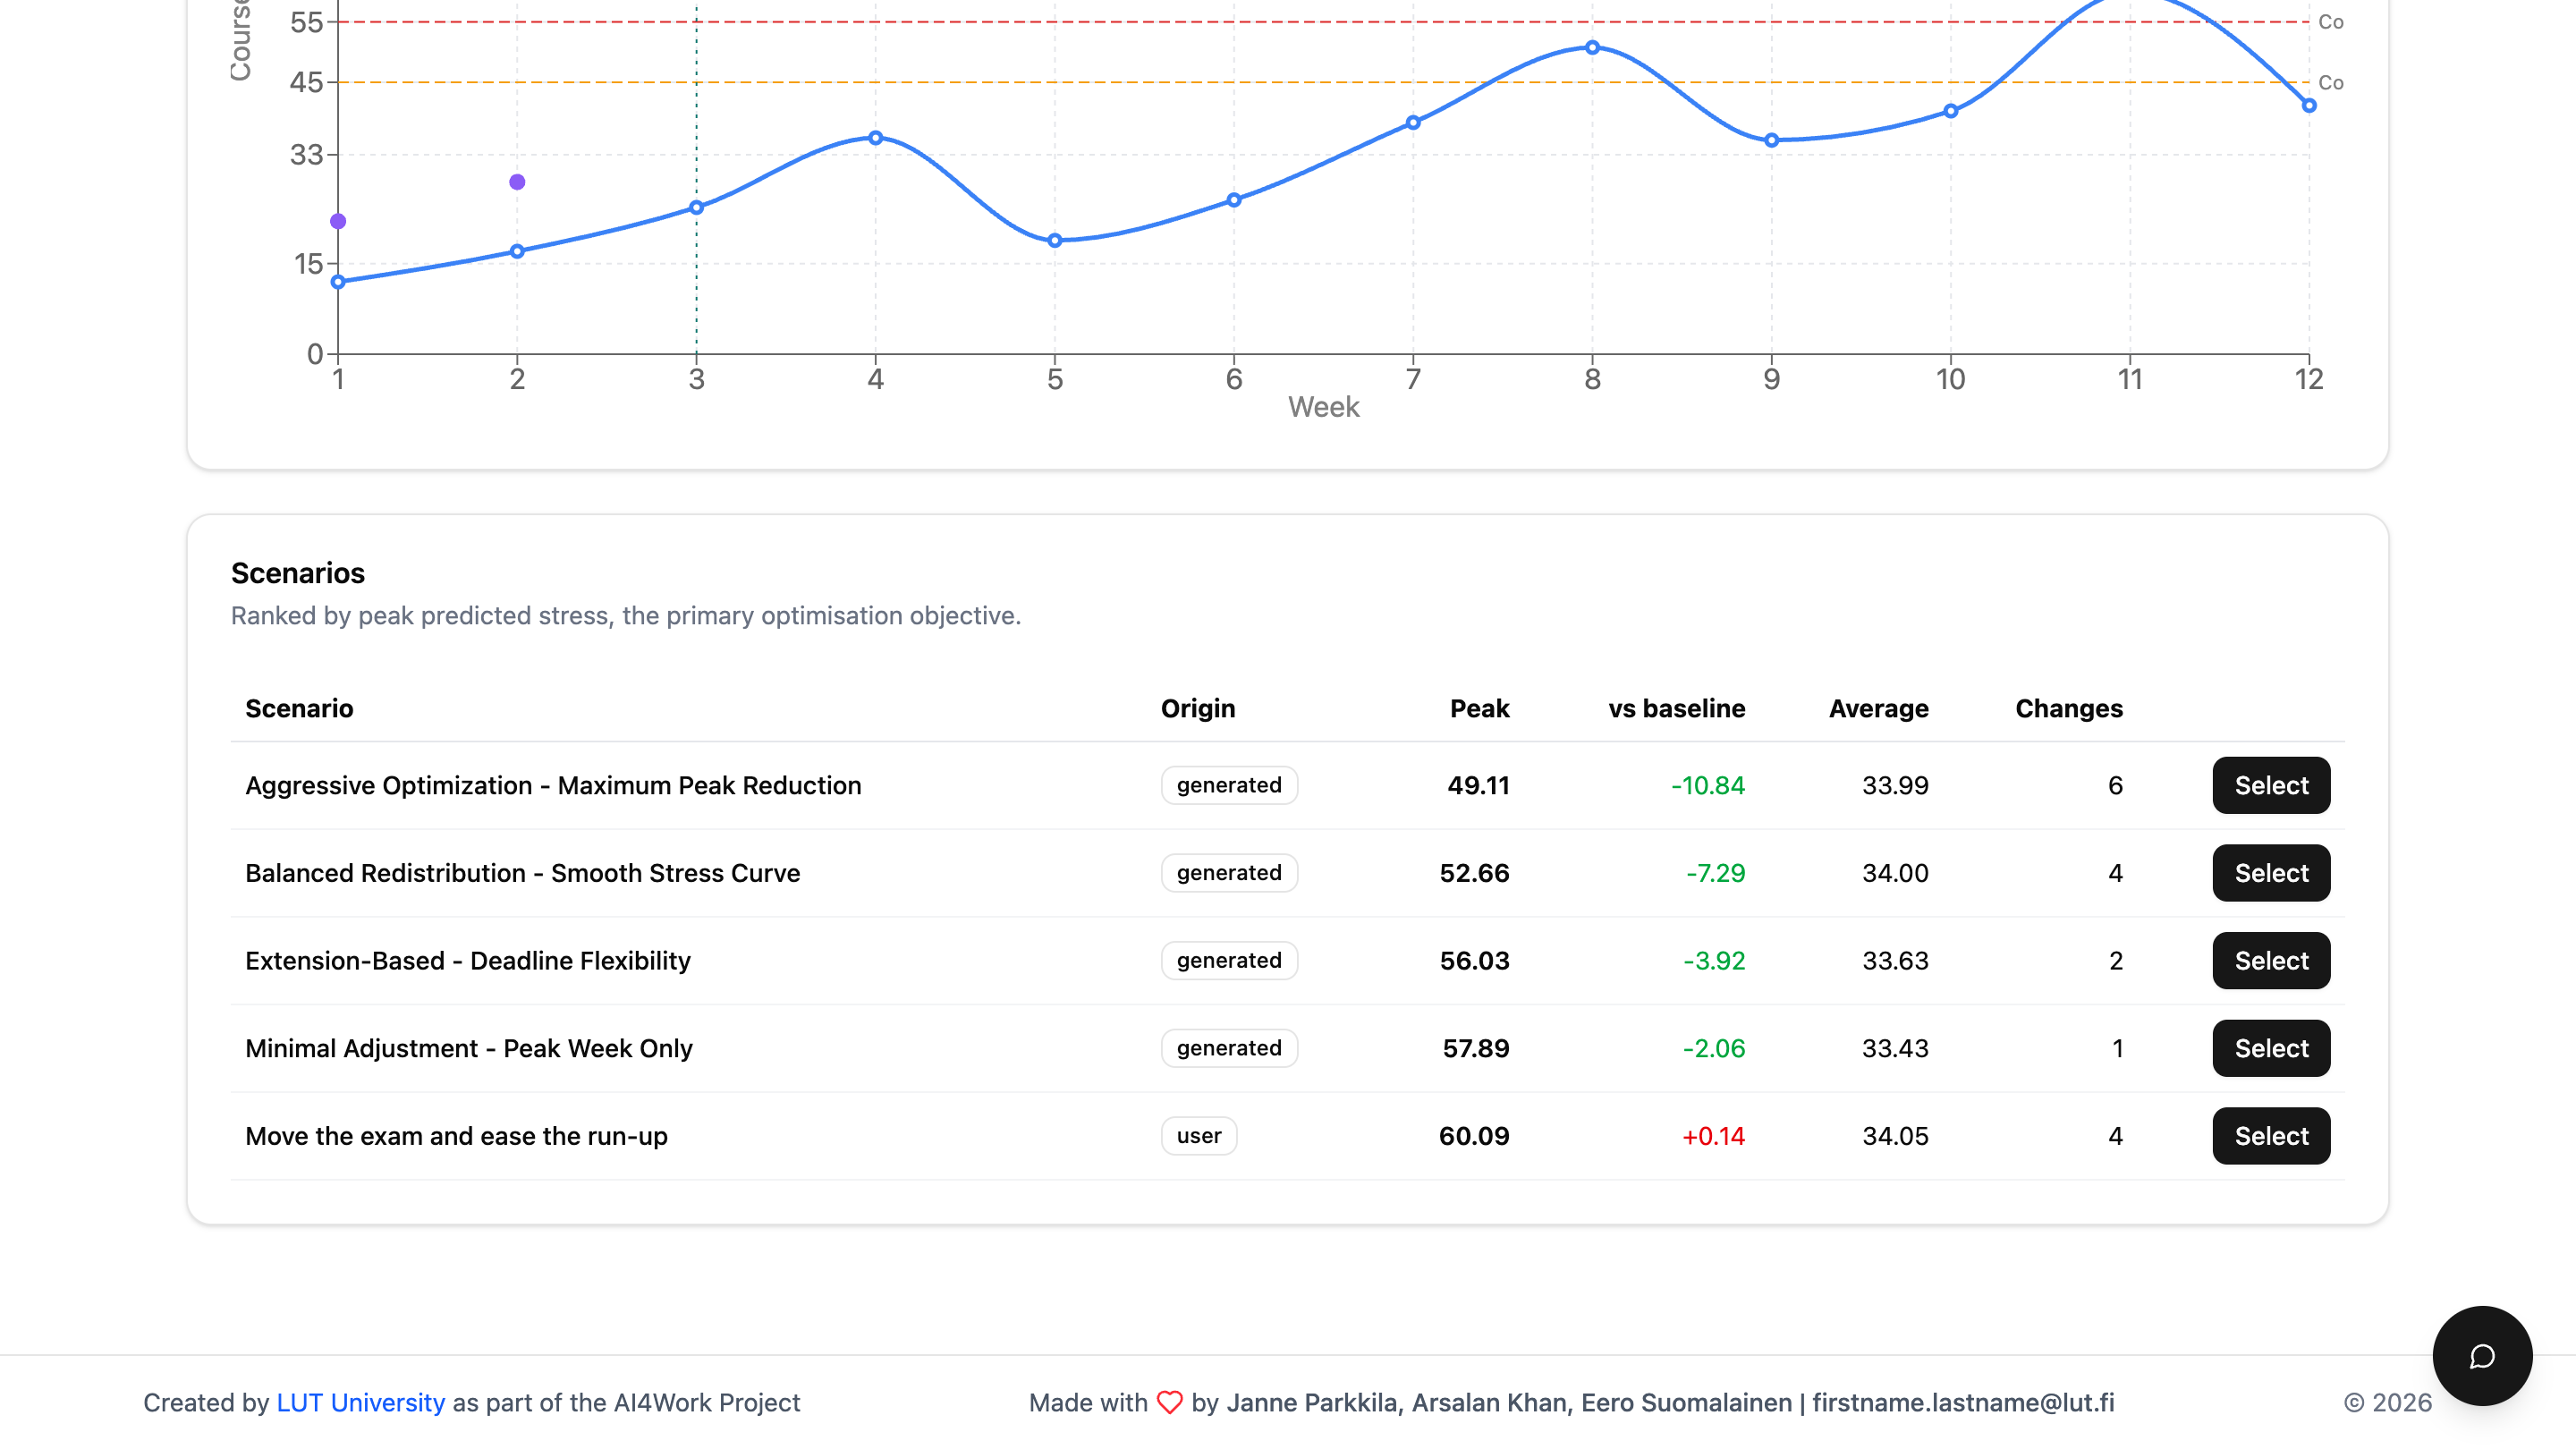 Course
55
Co
45
Co
33
15
0
1 2 3 4 5 6 7 8 9 10 11 12
Week
Scenarios
Ranked by peak predicted stress, the primary optimisation objective.
Scenario Origin Peak vs baseline Average Changes
Aggressive Optimization - Maximum Peak Reduction generated 49.11 -10.84 33.99 6 Select
Balanced Redistribution - Smooth Stress Curve generated 52.66 -7.29 34.00 4 Select
Extension-Based - Deadline Flexibility generated 56.03 -3.92 33.63 2 Select
Minimal Adjustment - Peak Week Only generated 57.89 -2.06 33.43 1 Select
Move the exam and ease the run-up user 60.09 +0.14 34.05 4 Select
Created by LUT University as part of the AI4Work Project
Made with by Janne Parkkila, Arsalan Khan, Eero Suomalainen | firstname.lastname@lut.fi
© 2026